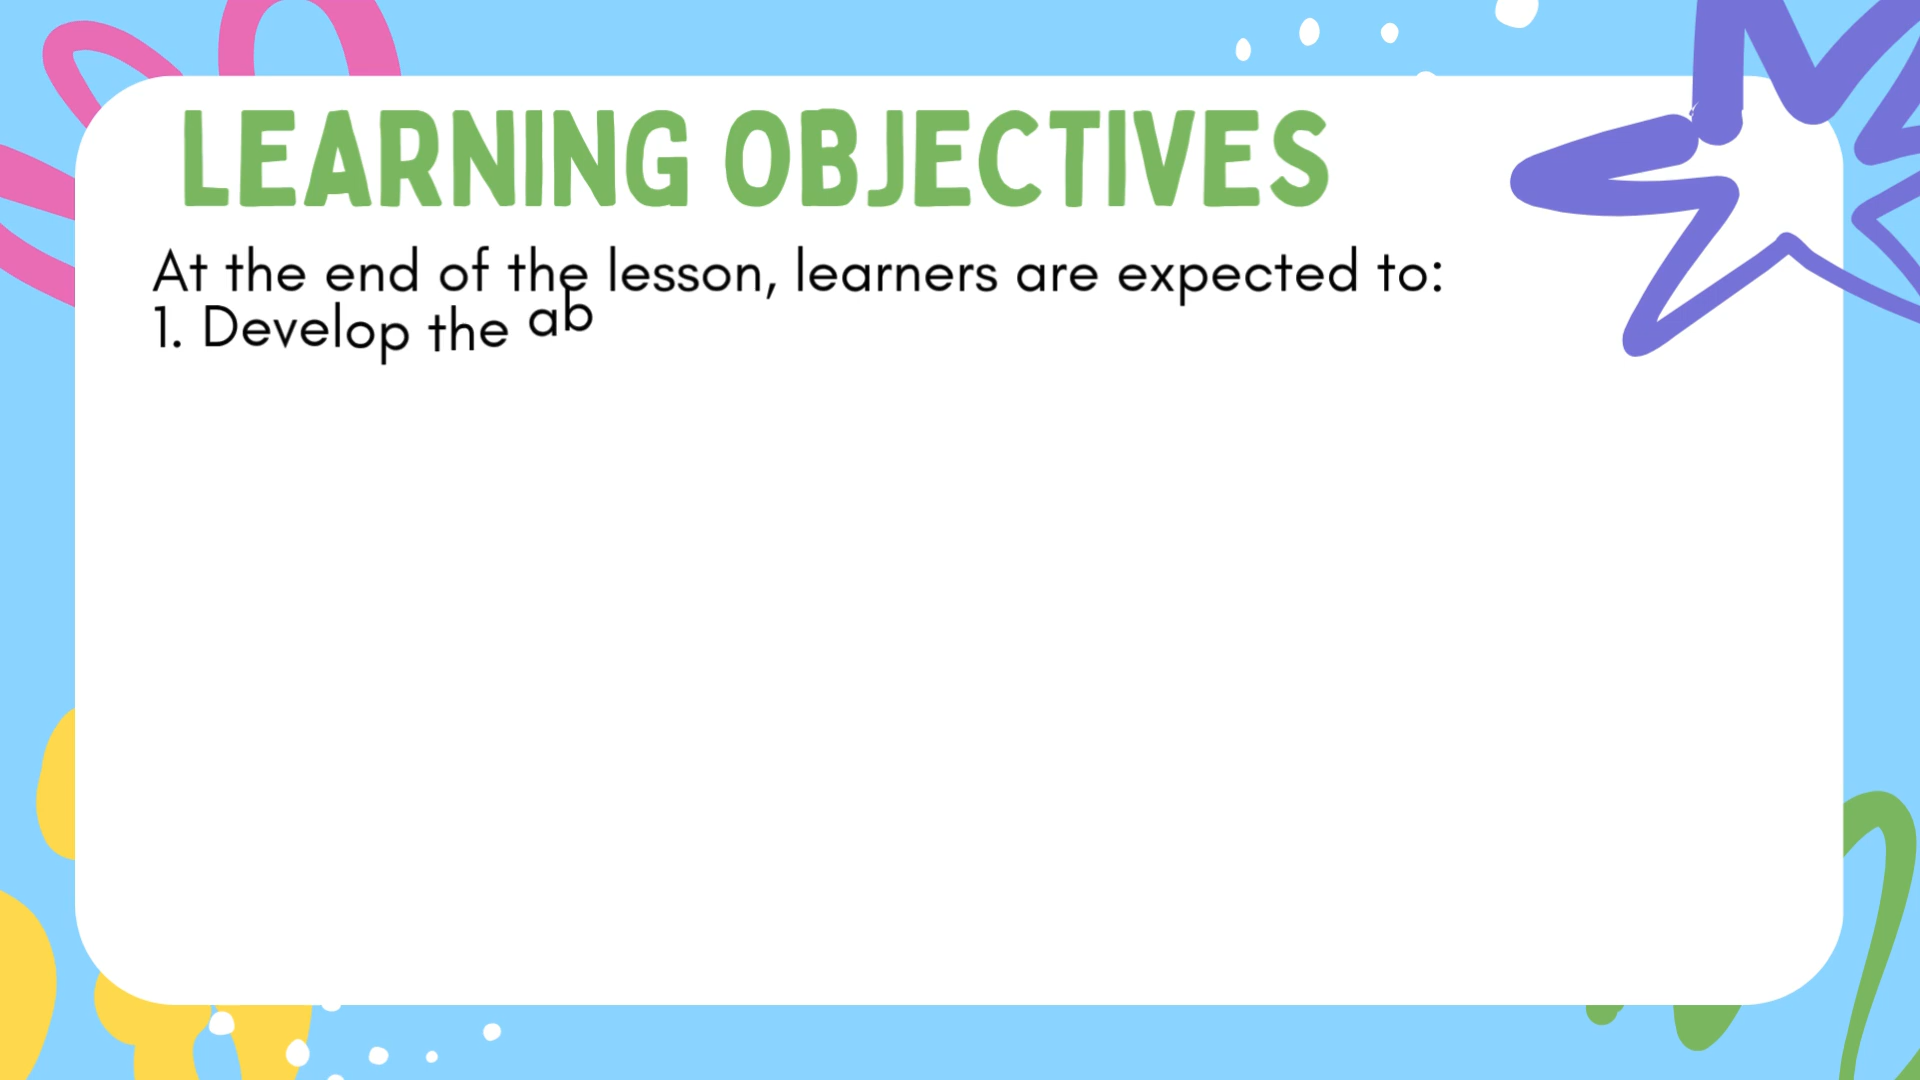 LEARNING OBJECTIVES
At the end of the lesson, learners are expected to:
1. Develop the ab